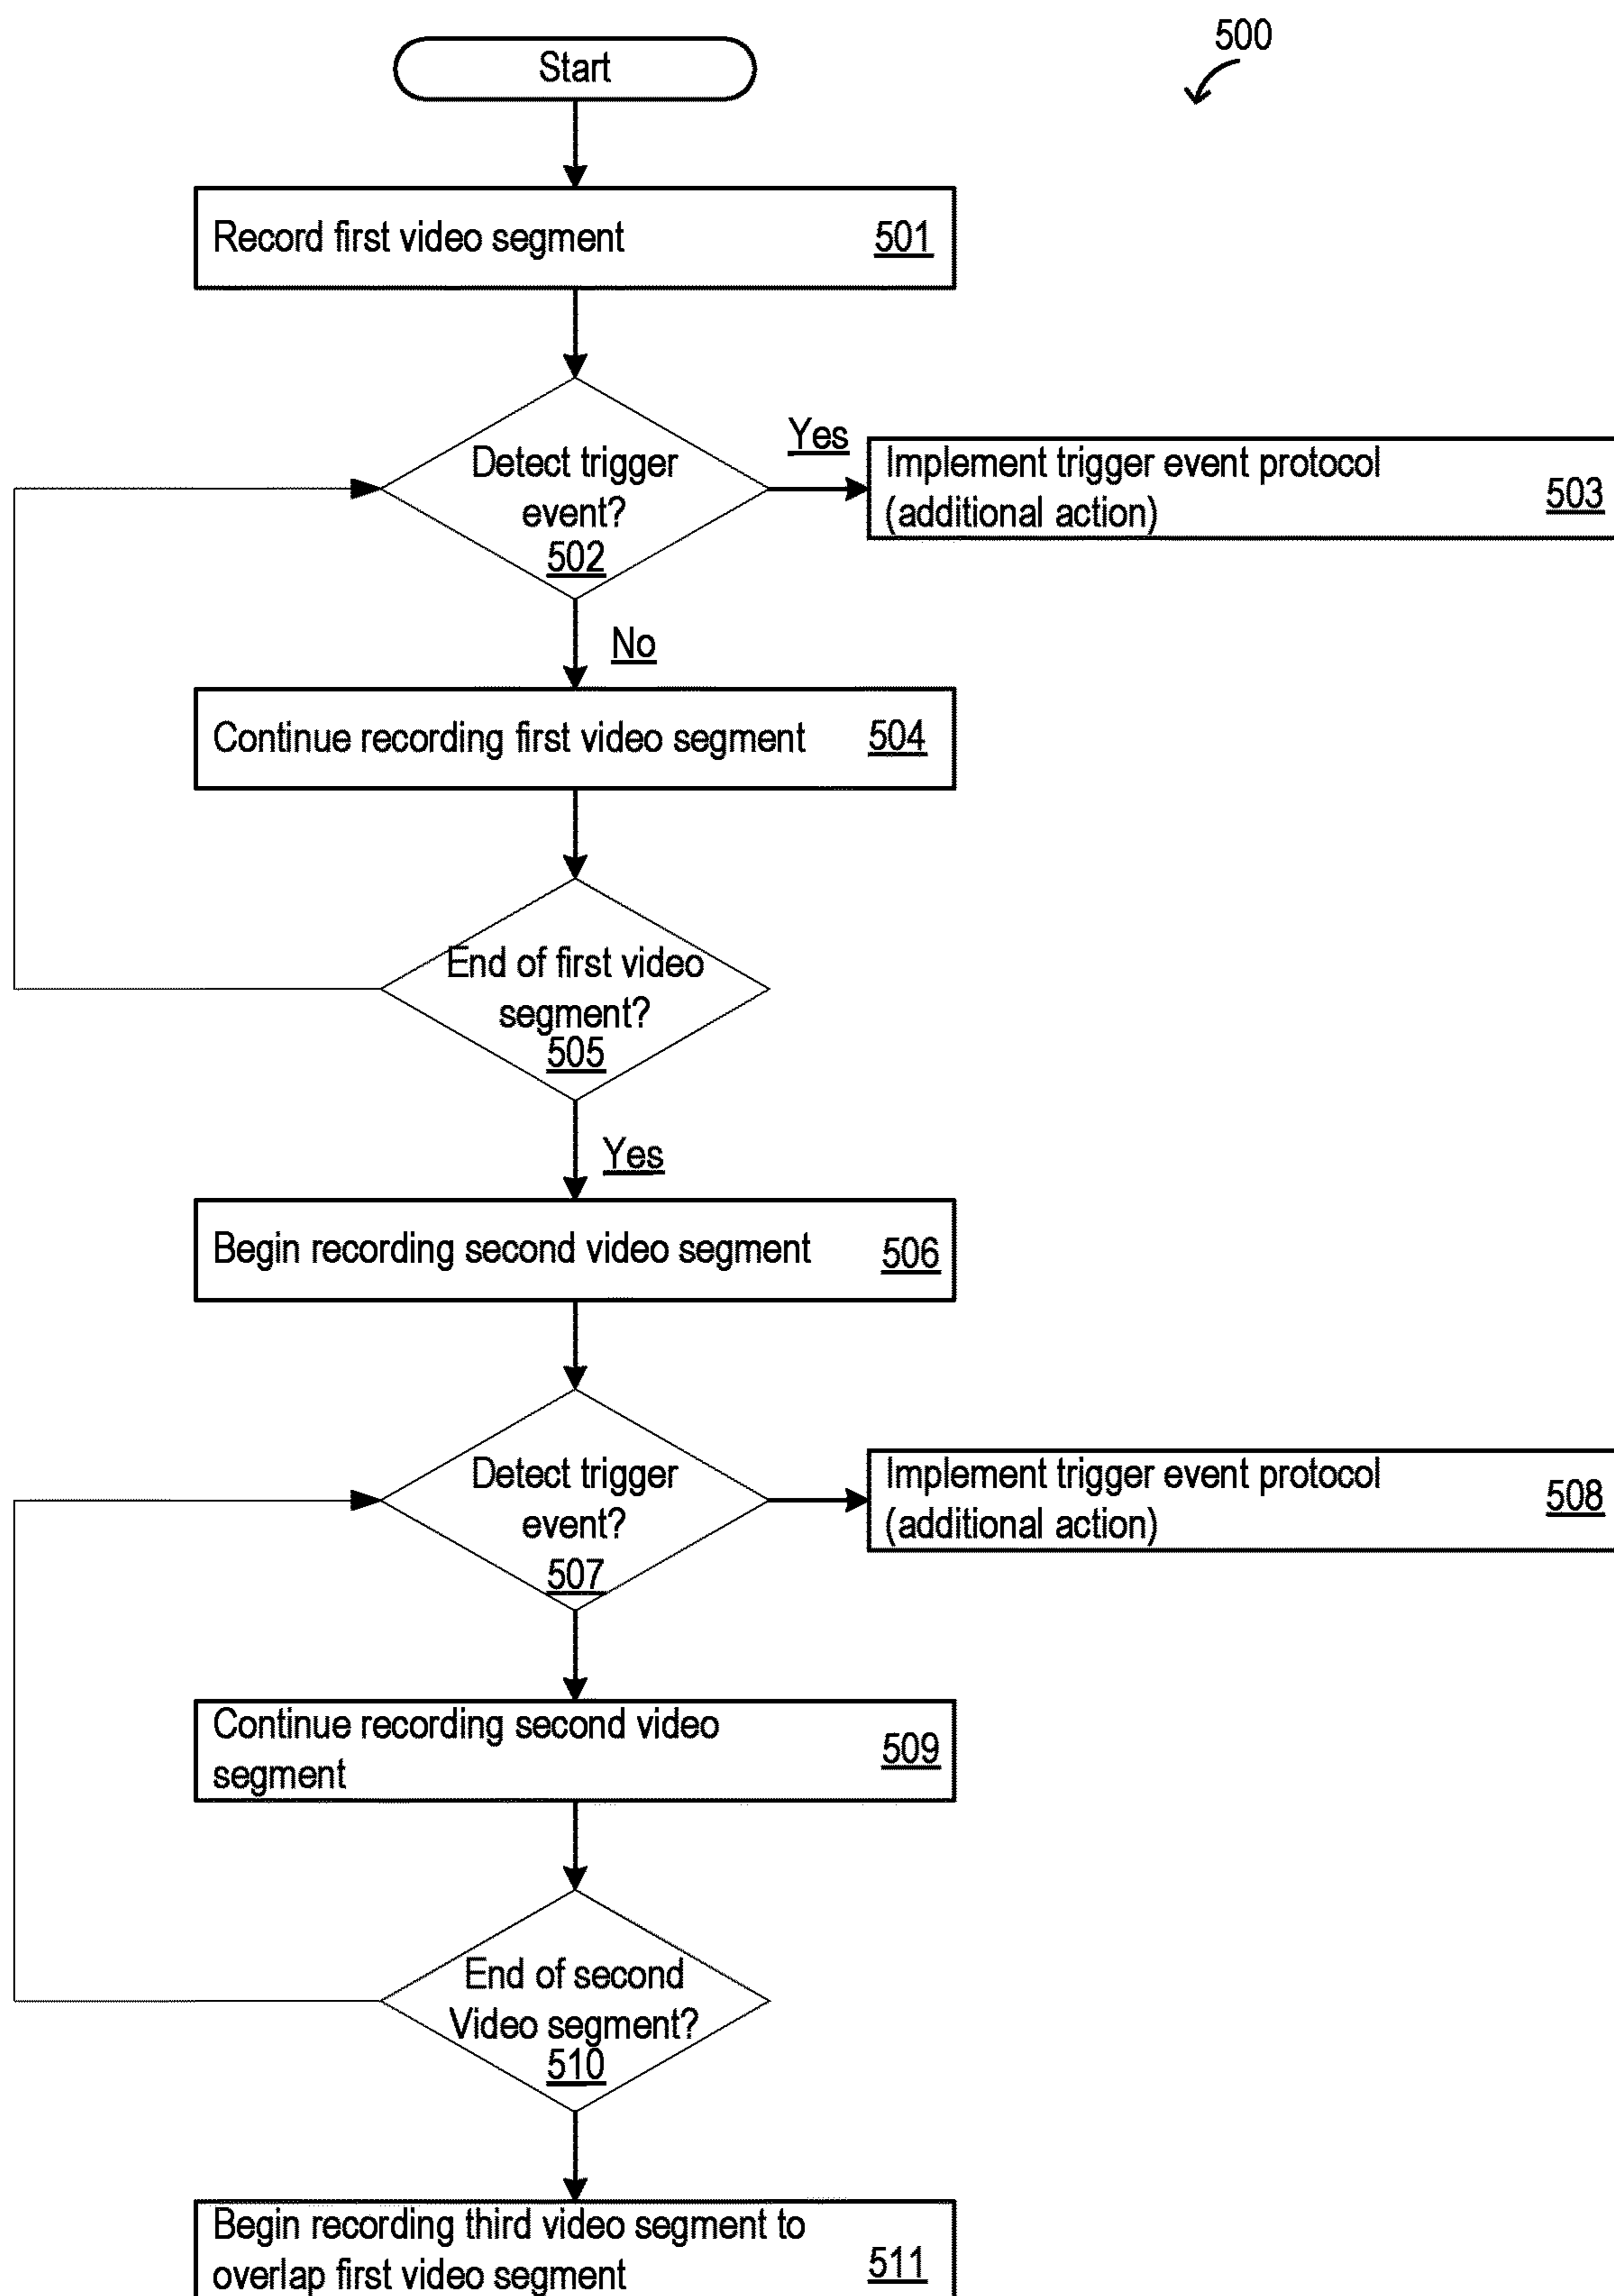 500
Start
Record first video segment 501
Detect trigger
event?
502
Yes
Implement trigger event protocol
(additional action)
503
No
Continue recording first video segment 504
End of first video
segment?
505
Yes
Begin recording second video segment 506
Detect trigger
event?
507
Implement trigger event protocol
(additional action)
508
Continue recording second video
segment
509
End of second
Video segment?
510
Begin recording third video segment to
overlap first video segment
511